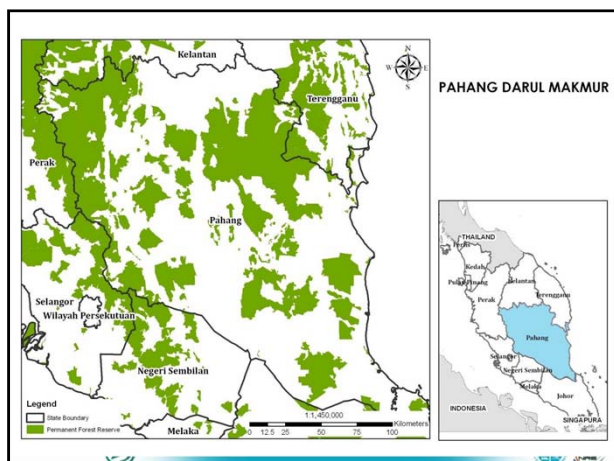 PAHANG DARUL MAKMUR
Kelantan
N
W E
S
Terengganu
Perak
Pahang
Selangor
Wilayah Persekutuan
Negeri Sembilan
Melaka
Legend
State Boundary
Permanent Forest Reserve
1:1,450,000
Kilometers
0 12.5 25 50 75 100
THAILAND
Perlis
Kedah
Pulau Pinang
Kelantan
Perak
Terengganu
Pahang
Selangor
Negeri Sembilan
Melaka
Johor
INDONESIA
SINGAPURA